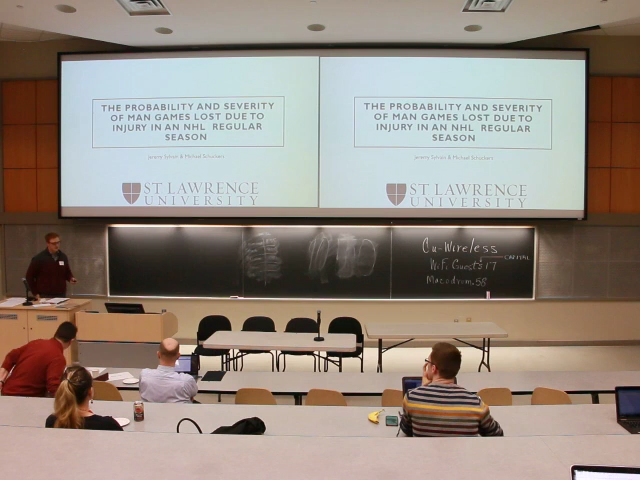 THE PROBABILITY AND SEVERITY
OF MAN GAMES LOST DUE TO
INJURY IN AN NHL REGULAR
SEASON
ST LAWRENCE
UNIVERSITY
THE PROBABILITY AND SEVERITY
OF MAN GAMES LOST DUE TO
INJURY IN AN NHL REGULAR
SEASON
ST LAWRENCE
UNIVERSITY
Cu-Wireless
WiFi Guest
CAPITAL
Macodrum